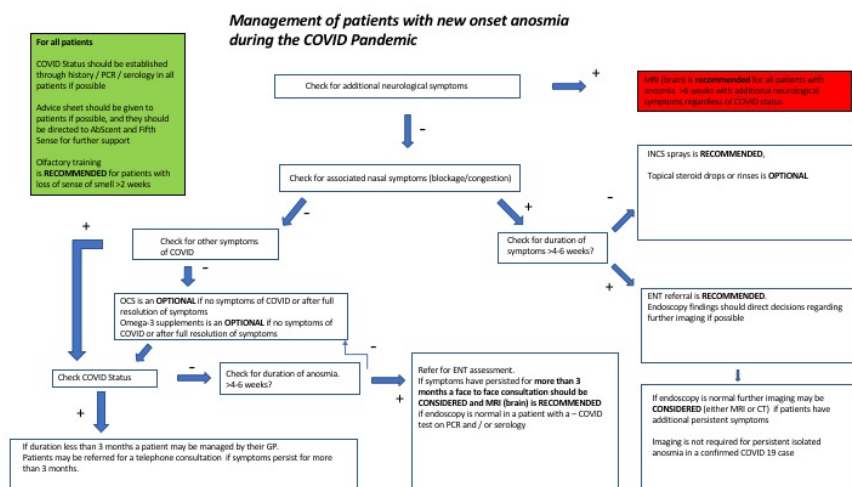 Management of patients with new onset anosmia
during the COVID Pandemic
For all patients
COVID Status should be established
through history / PCR / serology in all
patients if possible
Advice sheet should be given to
patients if possible, and they should
be directed to AbScent and Fifth
Sense for further support
Olfactory training
is RECOMMENDED for patients with
loss of sense of smell >2 weeks
Check for additional neurological symptoms
+
MRI (brain) is recommended for all patients with
anosmia >6 weeks with additional neurological
symptoms regardless of COVID status
-
Check for associated nasal symptoms (blockage/congestion)
INCS sprays is RECOMMENDED,
Topical steroid drops or rinses is OPTIONAL
-
+
-
+
Check for other symptoms
of COVID
Check for duration of
symptoms >4-6 weeks?
-
+
OCS is an OPTIONAL if no symptoms of COVID or after full
resolution of symptoms
Omega-3 supplements is an OPTIONAL if no symptoms of
COVID or after full resolution of symptoms
ENT referral is RECOMMENDED.
Endoscopy findings should direct decisions regarding
further imaging if possible
-
Check COVID Status
-
Check for duration of anosmia.
>4-6 weeks?
+
Refer for ENT assessment.
If symptoms have persisted for more than 3
months a face to face consultation should be
CONSIDERED and MRI (brain) is RECOMMENDED
if endoscopy is normal in a patient with a – COVID
test on PCR and / or serology
If endoscopy is normal further imaging may be
CONSIDERED (either MRI or CT) if patients have
additional persistent symptoms
Imaging is not required for persistent isolated
anosmia in a confirmed COVID 19 case
+
If duration less than 3 months a patient may be managed by their GP.
Patients may be referred for a telephone consultation if symptoms persist for more
than 3 months.